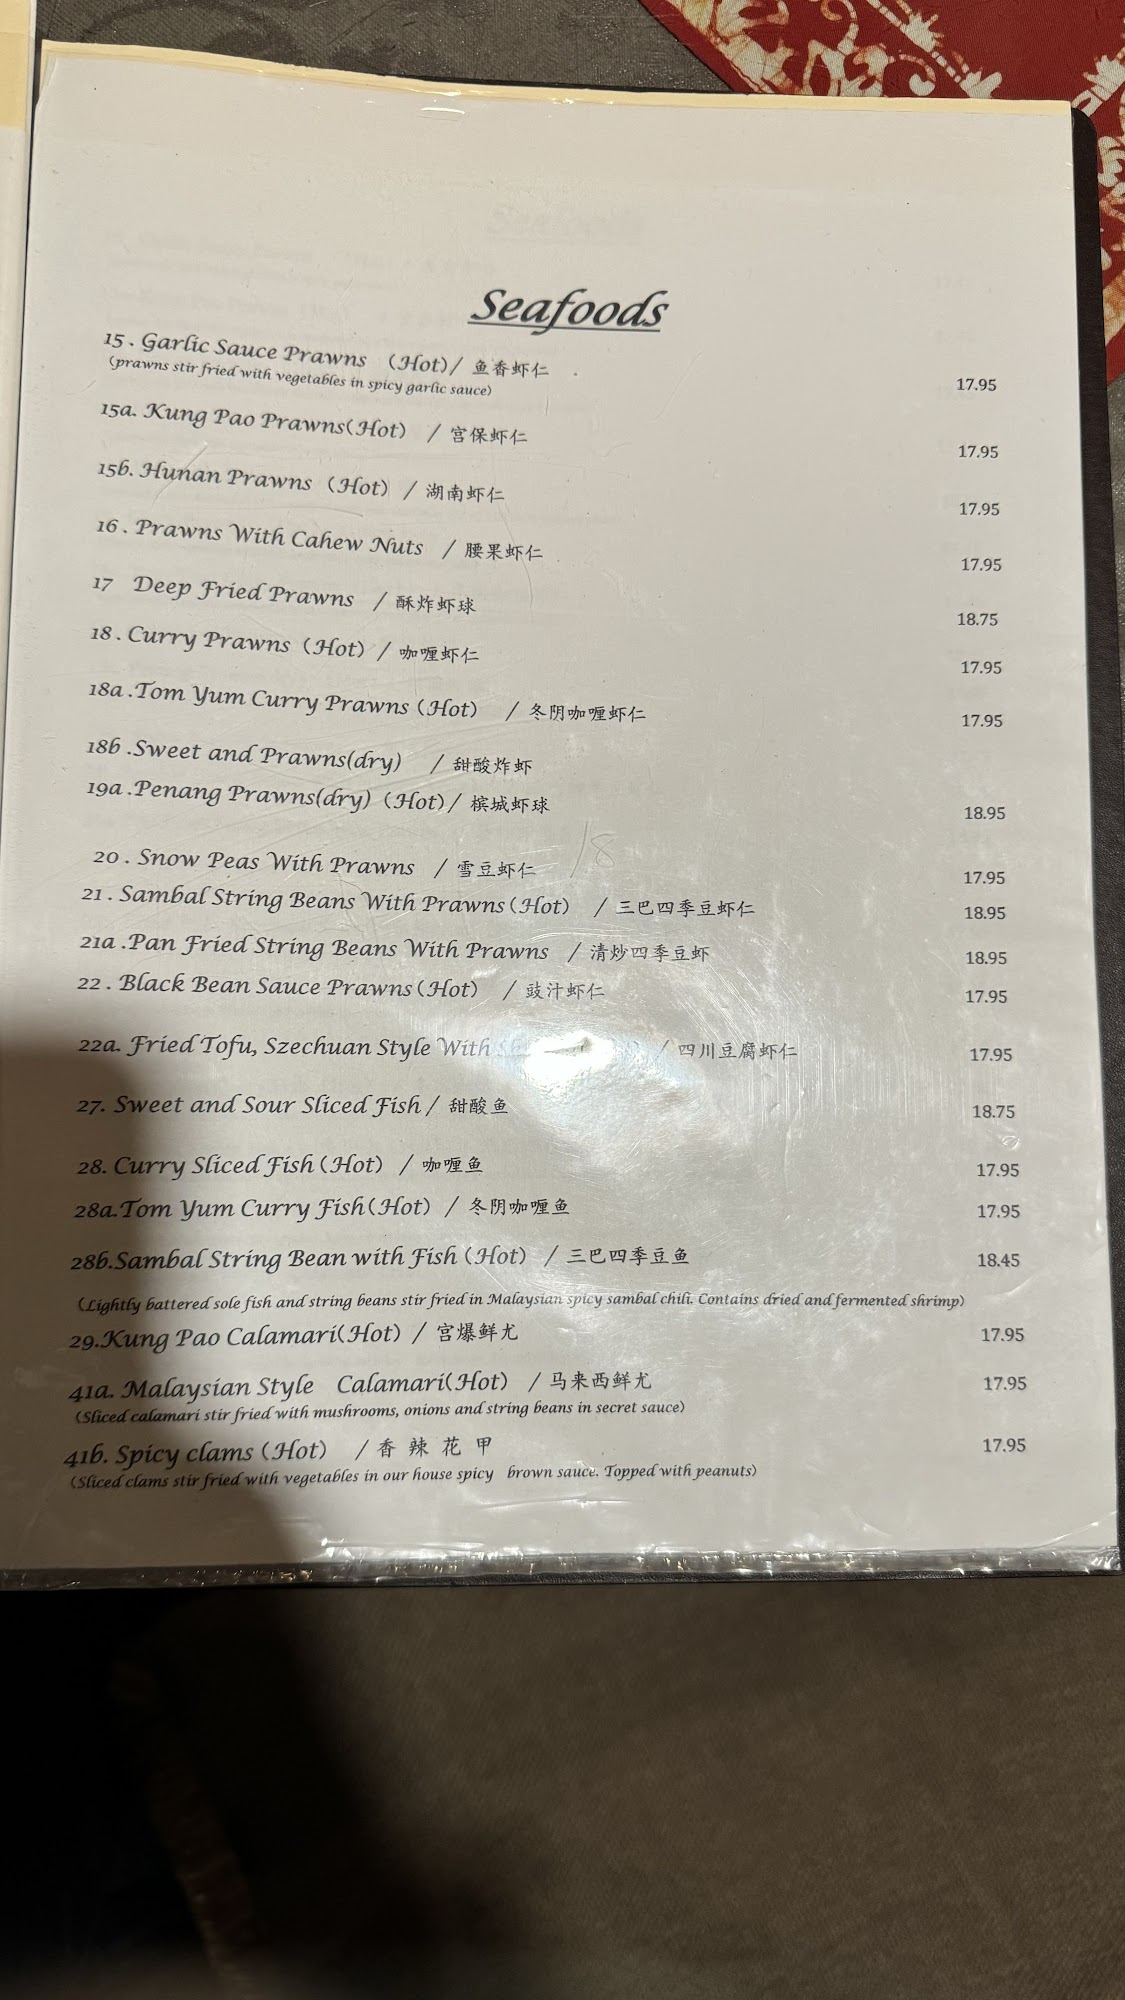 Seafoods
15 . Garlic Sauce Prawns (Hot)/ 鱼香虾仁 17.95
(prawns stir fried with vegetables in spicy garlic sauce)
15a. Kung Pao Prawns(Hot) / 宫保虾仁 17.95
15b. Hunan Prawns (Hot) / 湖南虾仁 17.95
16 . Prawns With Cahew Nuts / 腰果虾仁 17.95
17 Deep Fried Prawns / 酥炸虾球 18.75
18 . Curry Prawns (Hot) / 咖喱虾仁 17.95
18a .Tom Yum Curry Prawns (Hot) / 冬阴咖喱虾仁 17.95
18b .Sweet and Prawns(dry) / 甜酸炸虾
19a .Penang Prawns(dry) (Hot)/ 槟城虾球 18.95
20 . Snow Peas With Prawns / 雪豆虾仁 17.95
21 . Sambal String Beans With Prawns(Hot) / 三巴四季豆虾仁 18.95
21a .Pan Fried String Beans With Prawns / 清炒四季豆虾 18.95
22 . Black Bean Sauce Prawns(Hot) / 豉汁虾仁 17.95
22a. Fried Tofu, Szechuan Style With / 四川豆腐虾仁 17.95
27. Sweet and Sour Sliced Fish / 甜酸鱼 18.75
28. Curry Sliced Fish (Hot) / 咖喱鱼 17.95
28a.Tom Yum Curry Fish(Hot) / 冬阴咖喱鱼 17.95
28b.Sambal String Bean with Fish (Hot) / 三巴四季豆鱼 18.45
(Lightly battered sole fish and string beans stir fried in Malaysian spicy sambal chili. Contains dried and fermented shrimp)
29.Kung Pao Calamari(Hot) / 宫爆鲜尤 17.95
41a. Malaysian Style Calamari(Hot) / 马来西鲜尤 17.95
(Sliced calamari stir fried with mushrooms, onions and string beans in secret sauce)
41b. Spicy clams (Hot) / 香 辣 花 甲 17.95
(Sliced clams stir fried with vegetables in our house spicy brown sauce. Topped with peanuts)